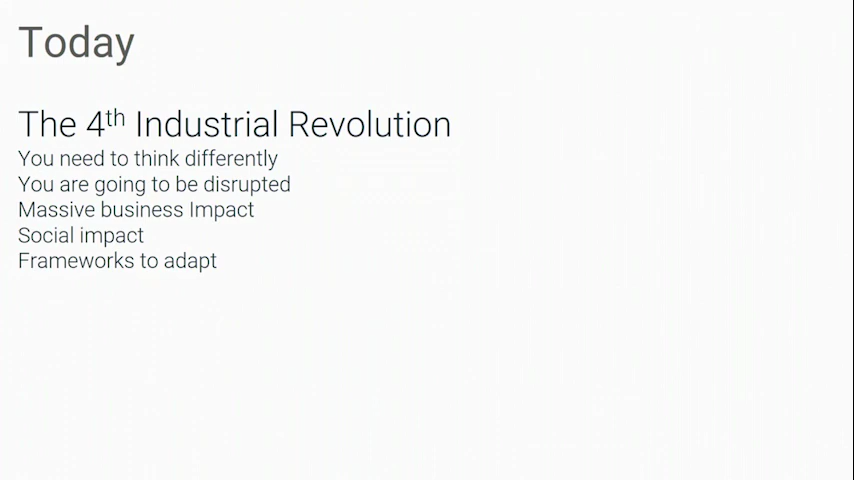 Today
The 4th Industrial Revolution
You need to think differently
You are going to be disrupted
Massive business Impact
Social impact
Frameworks to adapt